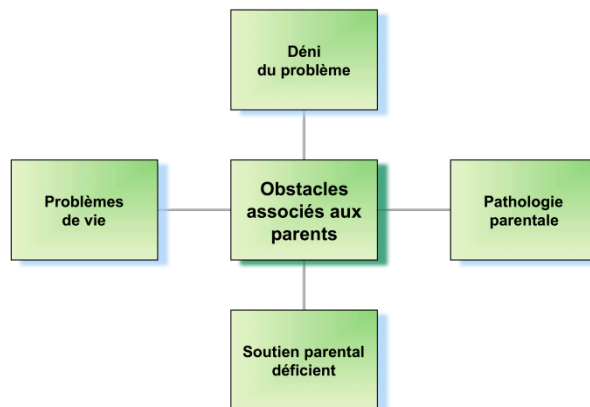 Déni
du problème
Problèmes
de vie
Obstacles
associés aux
parents
Pathologie
parentale
Soutien parental
déficient